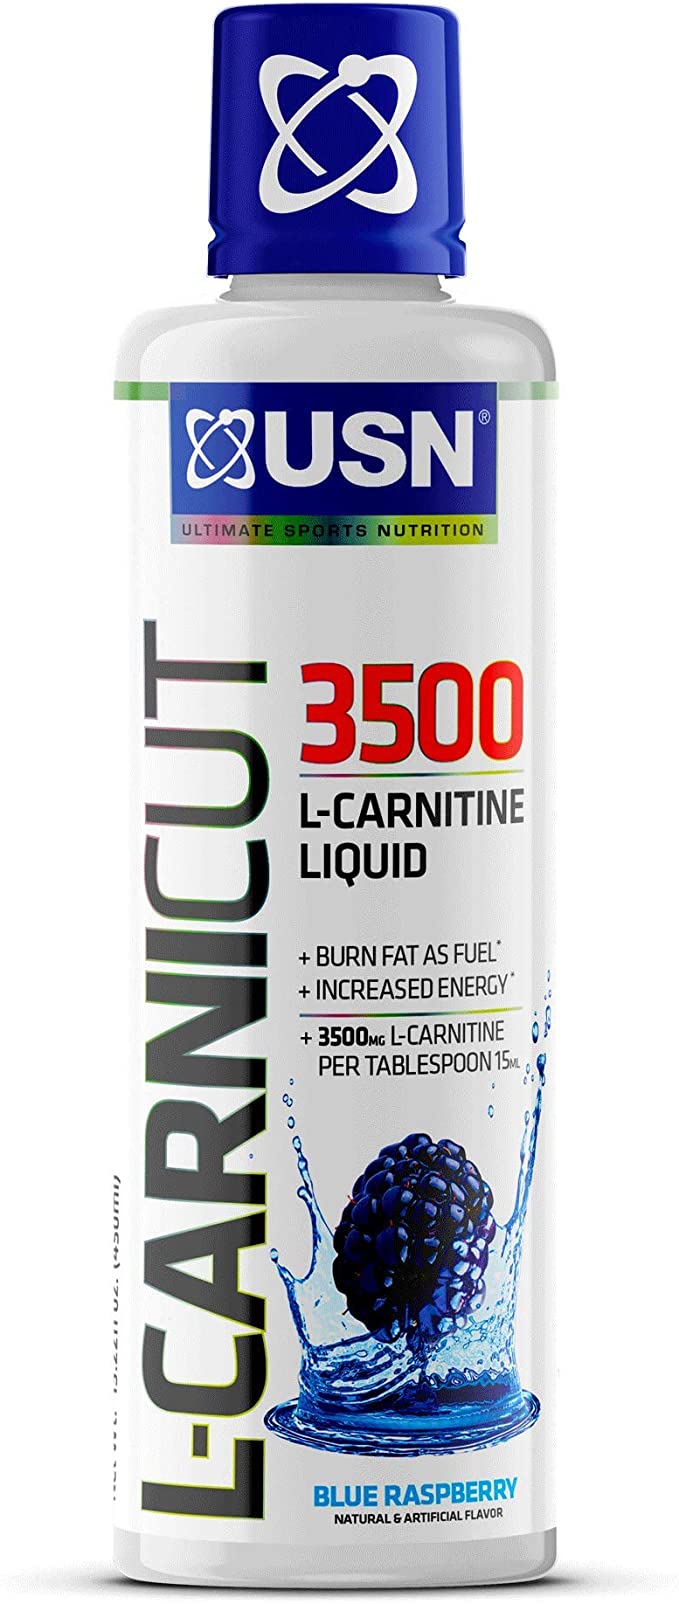 USN®
ULTIMATE SPORTS NUTRITION
L-CARNICUT
3500
L-CARNITINE
LIQUID
+ BURN FAT AS FUEL*
+ INCREASED ENERGY*
+ 3500MG L-CARNITINE
PER TABLESPOON 15ML
(450ml)
BLUE RASPBERRY
NATURAL & ARTIFICIAL FLAVOR